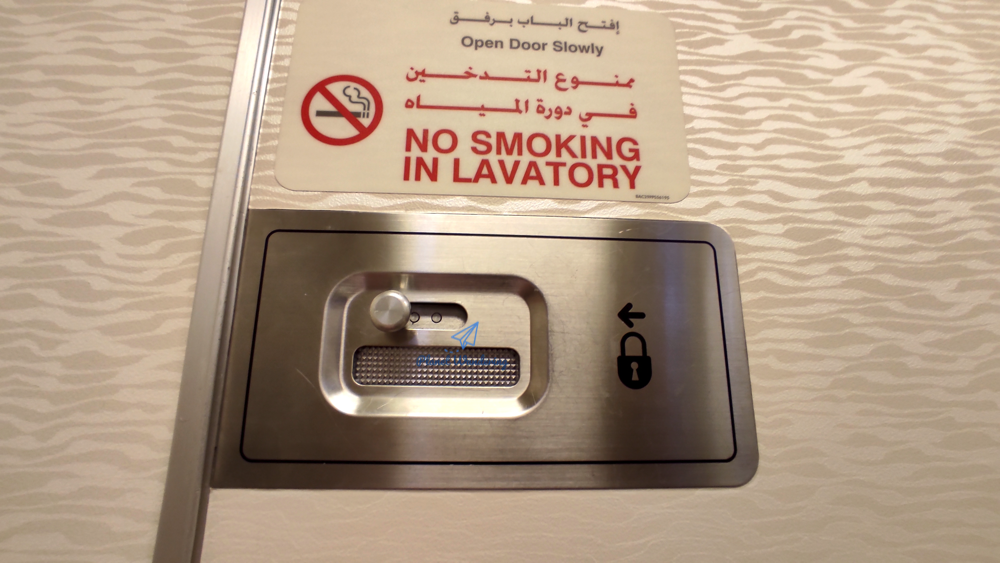 إفتح الباب برفق
Open Door Slowly
ممنوع التدخين
في دورة المياه
NO SMOKING
IN LAVATORY